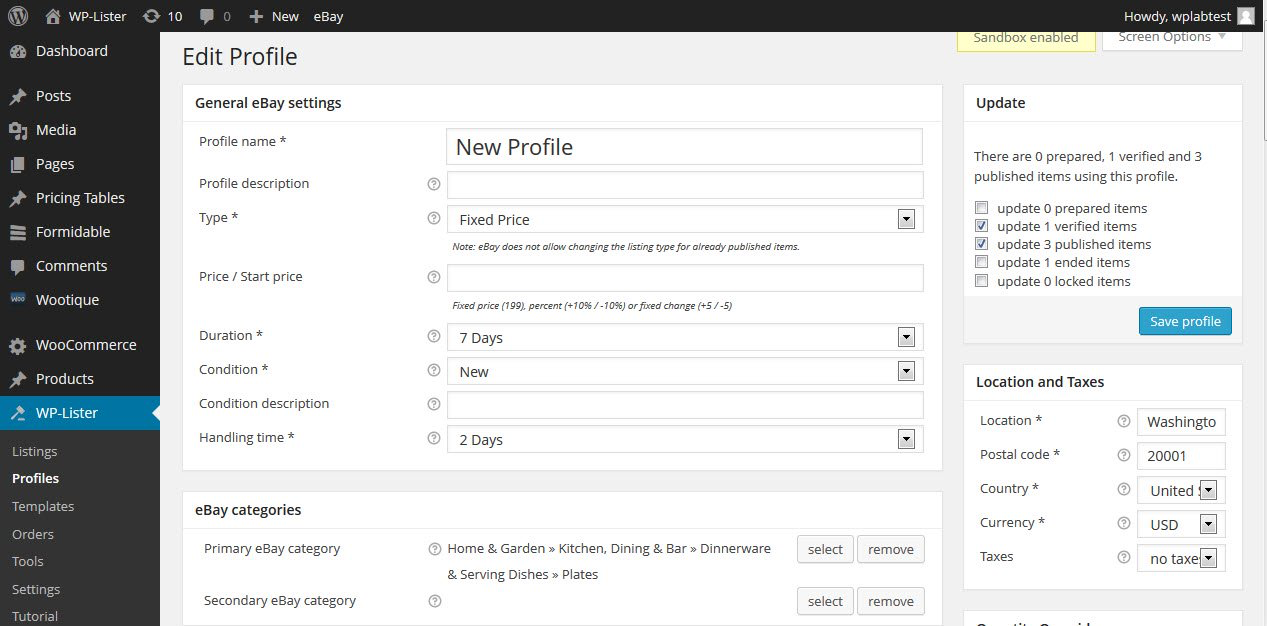 WP-Lister 10 0 New eBay Howdy, wplabtest
Dashboard
Posts
Media
Pages
Pricing Tables
Formidable
Comments
woo Wootique
WooCommerce
Products
WP-Lister
Listings
Profiles
Templates
Orders
Tools
Settings
Tutorial
Sandbox enabled Screen Options
Edit Profile
General eBay settings
Profile name * New Profile
Profile description
Type * Fixed Price
Note: eBay does not allow changing the listing type for already published items.
Price / Start price
Fixed price (199), percent (+10% / -10%) or fixed change (+5 / -5)
Duration * 7 Days
Condition * New
Condition description
Handling time * 2 Days
eBay categories
Primary eBay category Home & Garden » Kitchen, Dining & Bar » Dinnerware select remove
& Serving Dishes » Plates
Secondary eBay category select remove
Update
There are 0 prepared, 1 verified and 3
published items using this profile.
update 0 prepared items
update 1 verified items
update 3 published items
update 1 ended items
update 0 locked items
Save profile
Location and Taxes
Location * Washingto
Postal code * 20001
Country * United
Currency * USD
Taxes no taxe